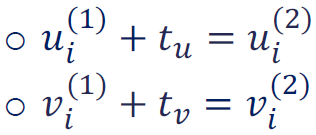 ○ $u_i^{(1)} + t_u = u_i^{(2)}$
○ $v_i^{(1)} + t_v = v_i^{(2)}$